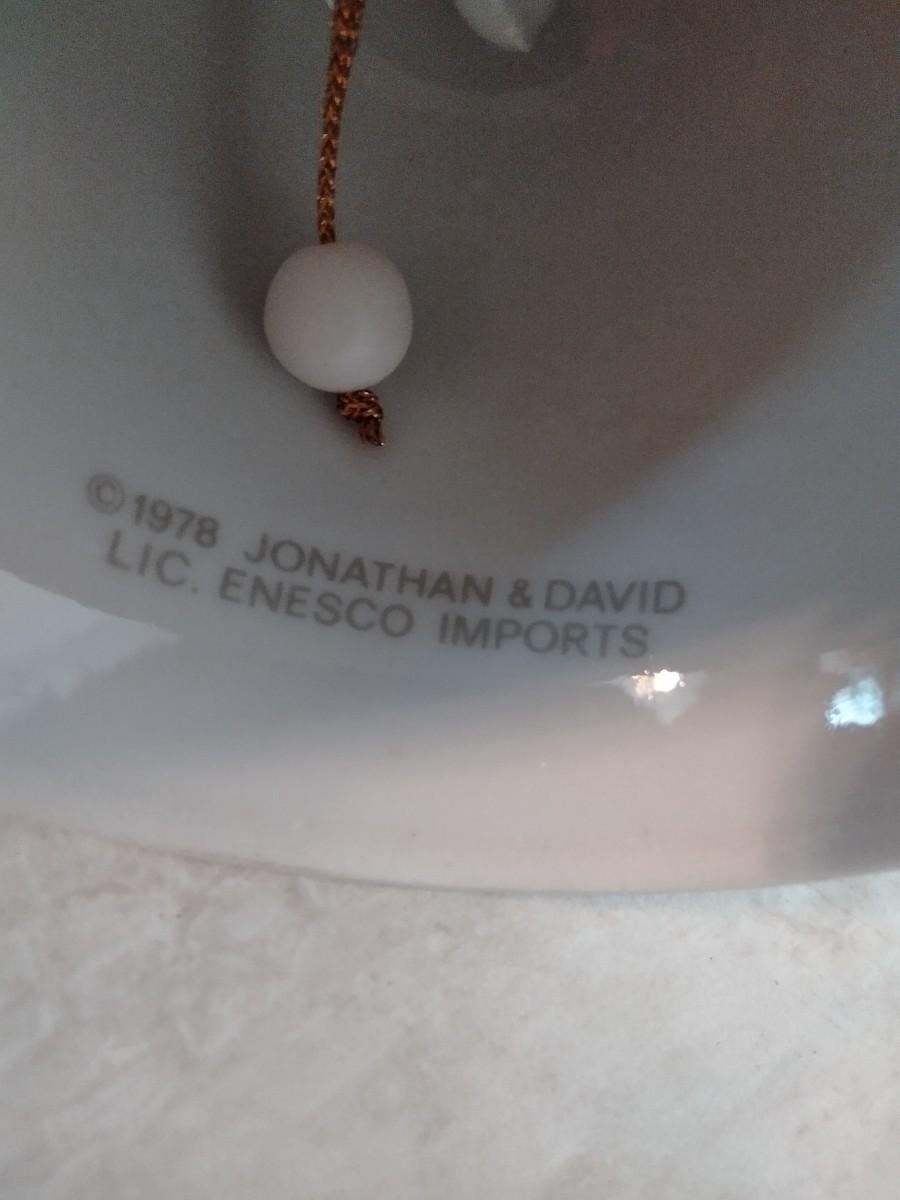 ©1978 JONATHAN & DAVID
LIC. ENESCO IMPORTS